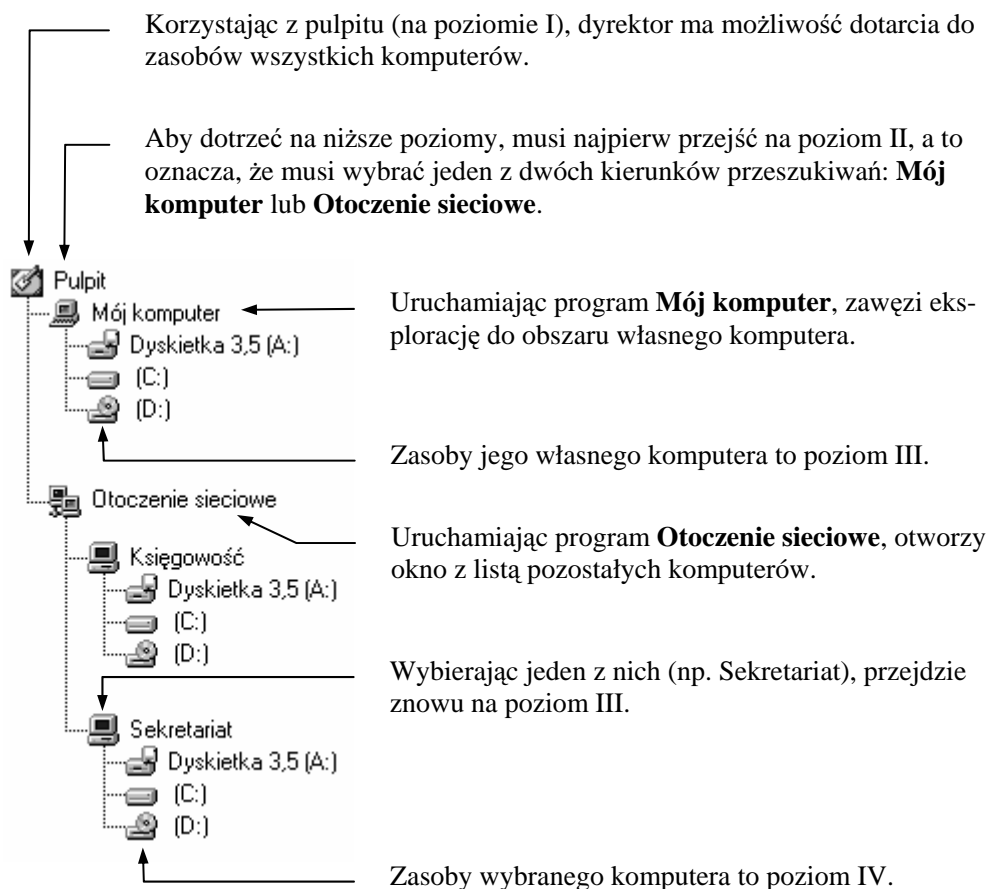 Korzystając z pulpitu (na poziomie I), dyrektor ma możliwość dotarcia do
zasobów wszystkich komputerów.
Aby dotrzeć na niższe poziomy, musi najpierw przejść na poziom II, a to
oznacza, że musi wybrać jeden z dwóch kierunków przeszukiwań: Mój
komputer lub Otoczenie sieciowe.
Pulpit
Mój komputer
Dyskietka 3,5 (A:)
(C:)
(D:)
Uruchamiając program Mój komputer, zawęzi eks-
plorację do obszaru własnego komputera.
Zasoby jego własnego komputera to poziom III.
Otoczenie sieciowe
Księgowość
Dyskietka 3,5 (A:)
(C:)
(D:)
Uruchamiając program Otoczenie sieciowe, otworzy
okno z listą pozostałych komputerów.
Wybierając jeden z nich (np. Sekretariat), przejdzie
znowu na poziom III.
Sekretariat
Dyskietka 3,5 (A:)
(C:)
(D:)
Zasoby wybranego komputera to poziom IV.